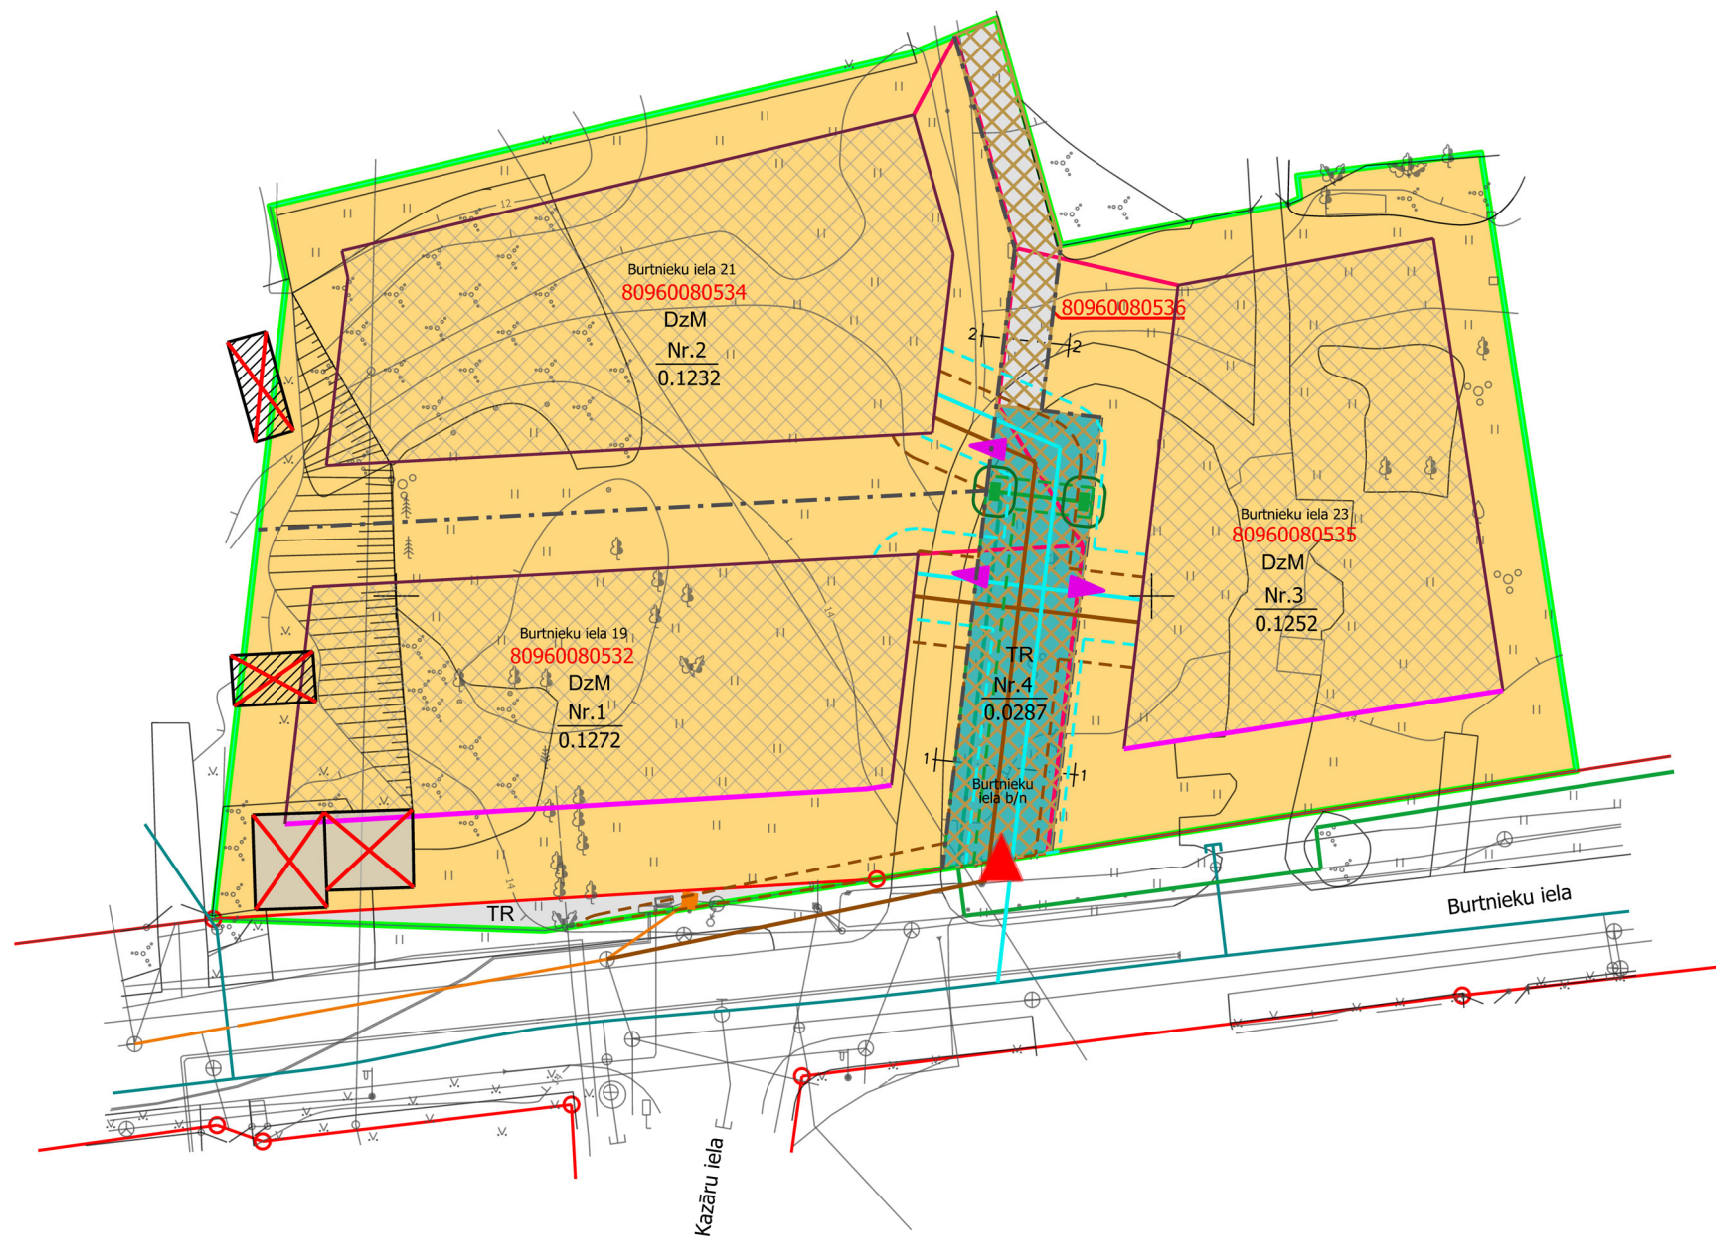 12
Burtnieku iela 21
80960080534
DzM
Nr.2
0.1232
80960080536
2
2
Burtnieku iela 23
80960080535
DzM
Nr.3
0.1252
14
Burtnieku iela 19
80960080532
DzM
Nr.1
0.1272
TR
Nr.4
0.0287
14
1
1
Burtnieku
iela b/n
14
TR
Burtnieku iela
Kazāru iela